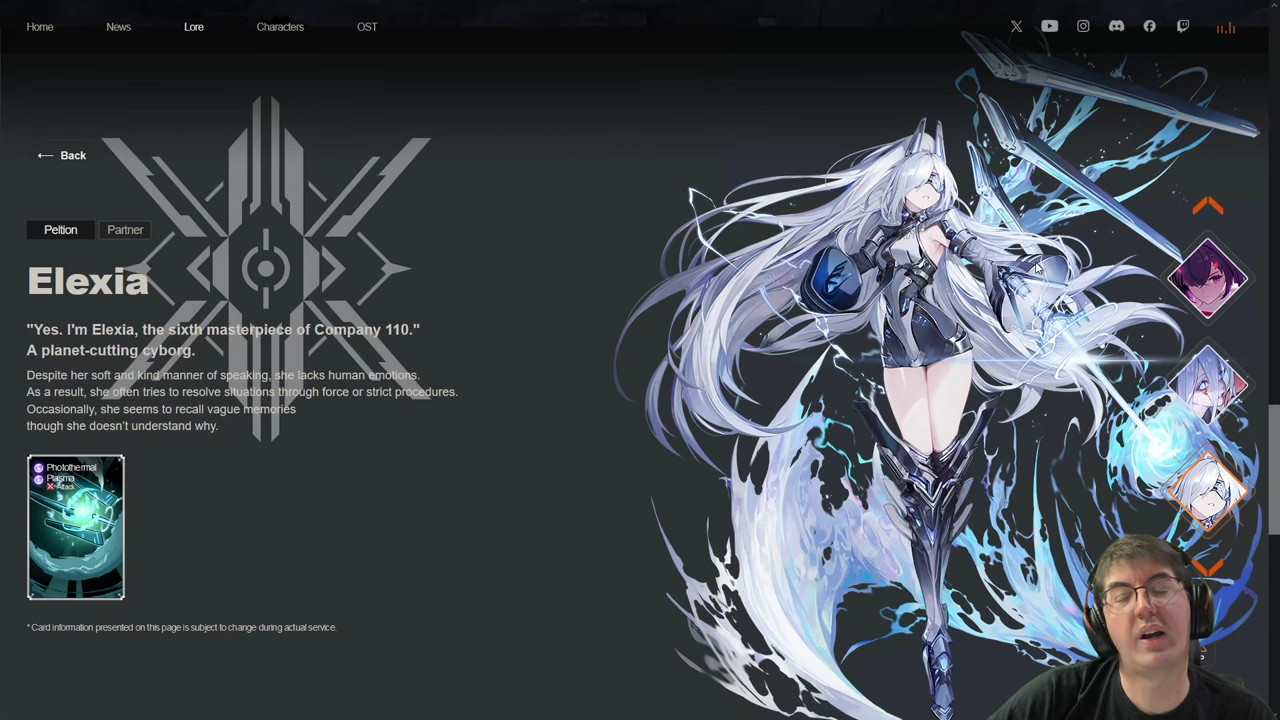 Home
News
Lore
Characters
OST
Back
Peltion
Partner
Elexia
"Yes. I'm Elexia, the sixth masterpiece of Company 110."
A planet-cutting cyborg.
Despite her soft and kind manner of speaking, she lacks human emotions.
As a result, she often tries to resolve situations through force or strict procedures.
Occasionally, she seems to recall vague memories
though she doesn't understand why.
Photothermal
Plasma
Attack
* Card information presented on this page is subject to change during actual service.